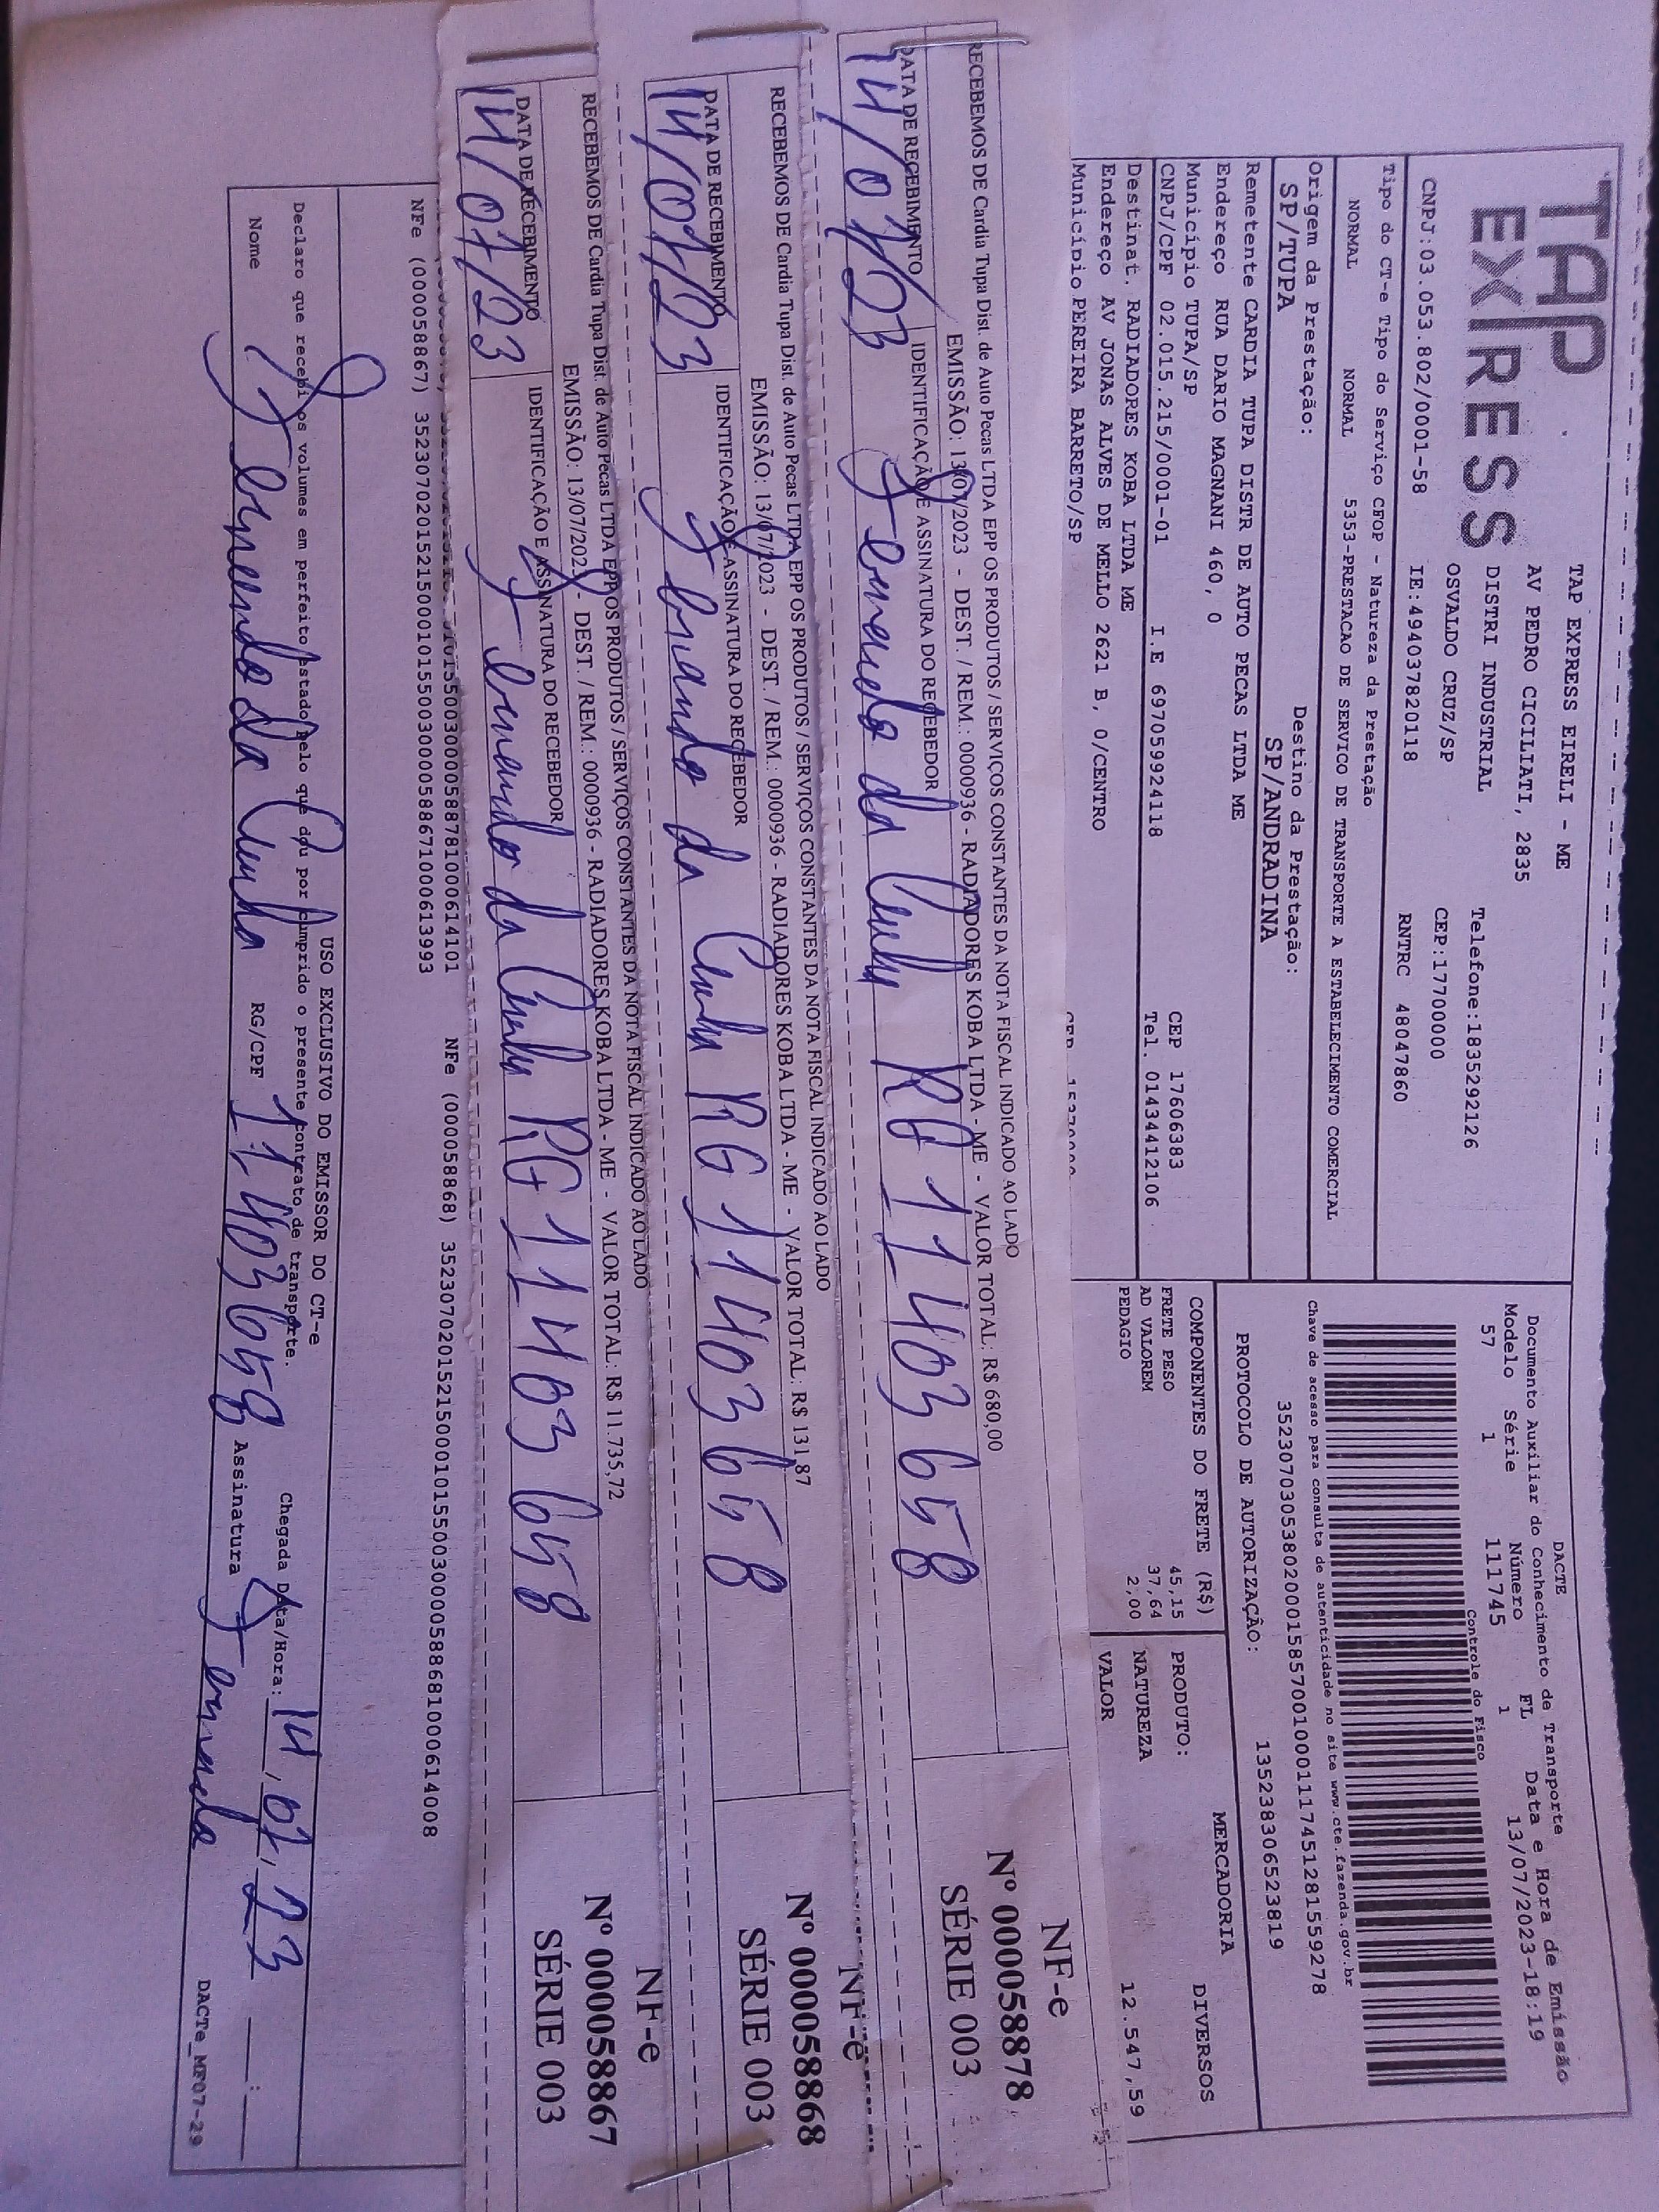 TAP
EXPRESS
TAP EXPRESS EIRELI - ME
AV PEDRO CICILIATI, 2835
DISTRI INDUSTRIAL
OSVALDO CRUZ/SP
Telefone:1835292126
CEP:17700000
CNPJ:03.053.802/0001-58
IE:494037820118
RNTRC 48047860
DACTE
Documento Auxiliar do Conhecimento de Transporte
Modelo Série Número FL Data e Hora de Emissão
57 1 111745 1 13/07/2023-18:19
Controle do Fisco
Chave de acesso para consulta de autenticidade no site www.cte.fazenda.gov.br
PROTOCOLO DE AUTORIZAÇÃO:
135238306523819
Tipo do CT-e Tipo do Serviço CFOP - Natureza da Prestação
NORMAL NORMAL 5353-PRESTACAO DE SERVICO DE TRANSPORTE A ESTABELECIMENTO COMERCIAL
Origem da Prestação:
SP/TUPA
Destino da Prestação:
SP/ANDRADINA
Remetente CARDIA TUPA DISTR DE AUTO PECAS LTDA ME
Endereço RUA DARIO MAGNANI 460, 0
Município TUPA/SP
CEP 17606383
CNPJ/CPF 02.015.215/0001-01 I.E 697059924118 Tel. 01434412106
Destinat. RADIADORES KOBA LTDA ME
Endereço AV JONAS ALVES DE MELLO 2621 B, 0/CENTRO
Município PEREIRA BARRETO/SP
COMPONENTES DO FRETE (R$)
FRETE PESO 45,15
AD VALOREM 37,64
PEDAGIO 2,00
MERCADORIA
PRODUTO: DIVERSOS
NATUREZA
VALOR 12.547,59
RECEBEMOS DE Cardia Tupa Dist. de Auto Pecas LTDA EPP OS PRODUTOS / SERVIÇOS CONSTANTES DA NOTA FISCAL INDICADO AO LADO
EMISSÃO: 13/07/2023 - DEST. / REM.: 0000936 - RADIADORES KOBA LTDA - ME - VALOR TOTAL: R$ 680,00
DATA DE RECEBIMENTO IDENTIFICAÇÃO E ASSINATURA DO RECEBEDOR
14/07/23 Fernando da Cunha RG 11403658
NF-e
Nº 000058878
SÉRIE 003
RECEBEMOS DE Cardia Tupa Dist. de Auto Pecas LTDA EPP OS PRODUTOS / SERVIÇOS CONSTANTES DA NOTA FISCAL INDICADO AO LADO
EMISSÃO: 13/07/2023 - DEST. / REM.: 0000936 - RADIADORES KOBA LTDA - ME - VALOR TOTAL: R$ 131,87
DATA DE RECEBIMENTO IDENTIFICAÇÃO E ASSINATURA DO RECEBEDOR
14/07/23 Fernando da Cunha RG 11403658
NF-e
Nº 000058868
SÉRIE 003
RECEBEMOS DE Cardia Tupa Dist. de Auto Pecas LTDA EPP OS PRODUTOS / SERVIÇOS CONSTANTES DA NOTA FISCAL INDICADO AO LADO
EMISSÃO: 13/07/2023 - DEST. / REM.: 0000936 - RADIADORES KOBA LTDA - ME - VALOR TOTAL: R$ 11.735,72
DATA DE RECEBIMENTO IDENTIFICAÇÃO E ASSINATURA DO RECEBEDOR
14/07/23 Fernando da Cunha RG 11403658
NF-e
Nº 000058867
SÉRIE 003
NFe (000058868) 35230702015215000101550030000588681000614008
NFe (000058867) 35230702015215000101550030000588671000613993
USO EXCLUSIVO DO EMISSOR DO CT-e
Declaro que recebi os volumes em perfeito estado pelo que dou por cumprido o presente contrato de transporte.
Chegada Data/Hora: 14/07/23 __:__
Nome Fernando da Cunha RG/CPF 11403658 Assinatura Fernando
DACTe_MF07-29